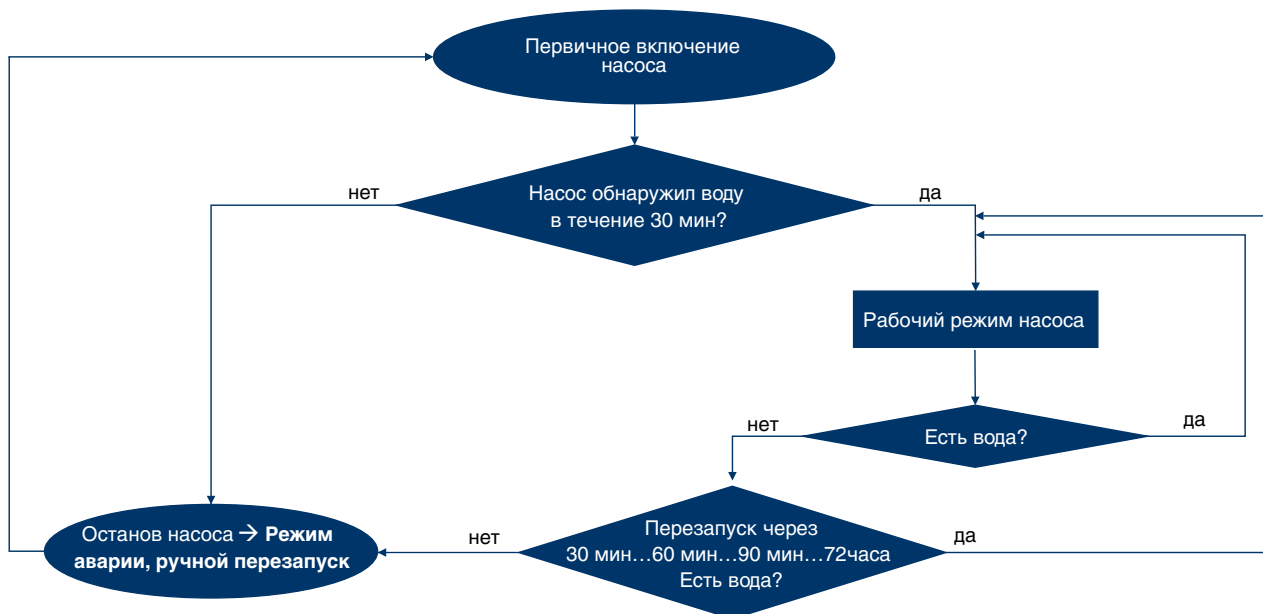 Первичное включение
насоса
нет
Насос обнаружил воду
в течение 30 мин?
да
Рабочий режим насоса
нет
Есть вода?
да
Останов насоса → Режим
аварии, ручной перезапуск
нет
Перезапуск через
30 мин...60 мин...90 мин...72часа
Есть вода?
да